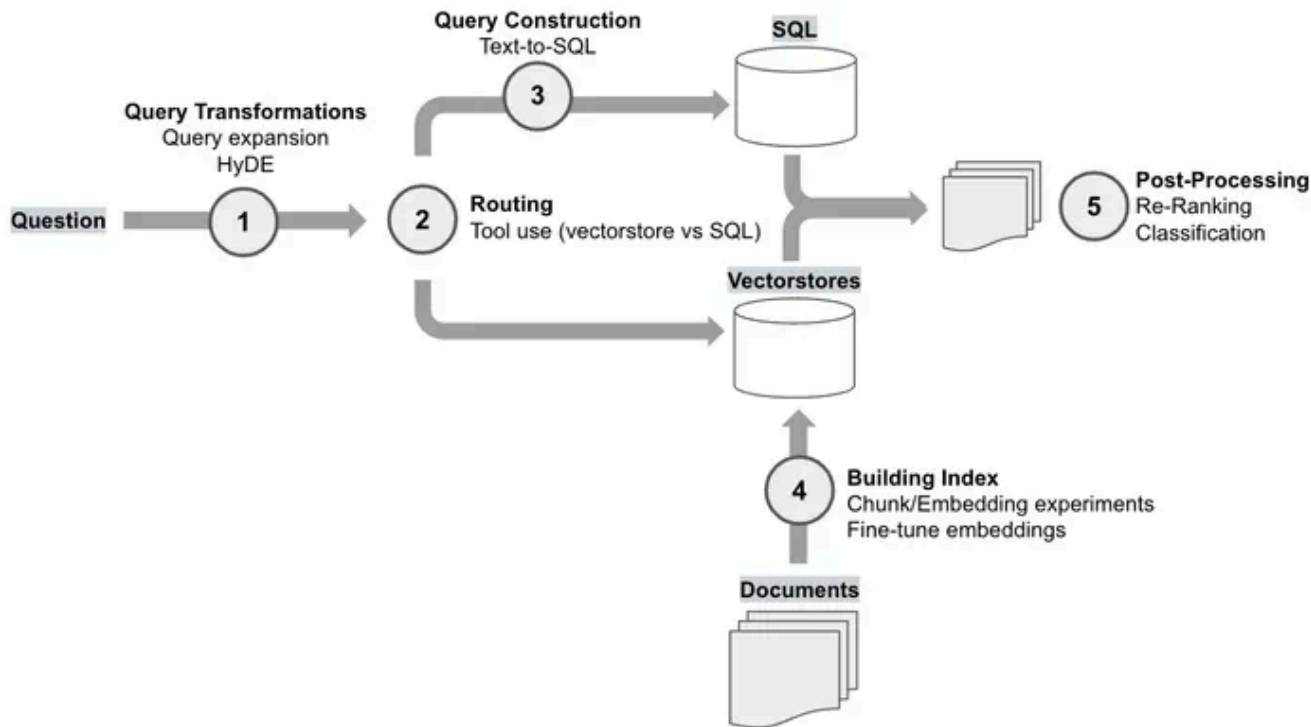 Query Construction
Text-to-SQL
3
SQL
Query Transformations
Query expansion
HyDE
Question
1
2
Routing
Tool use (vectorstore vs SQL)
5
Post-Processing
Re-Ranking
Classification
Vectorstores
4
Building Index
Chunk/Embedding experiments
Fine-tune embeddings
Documents